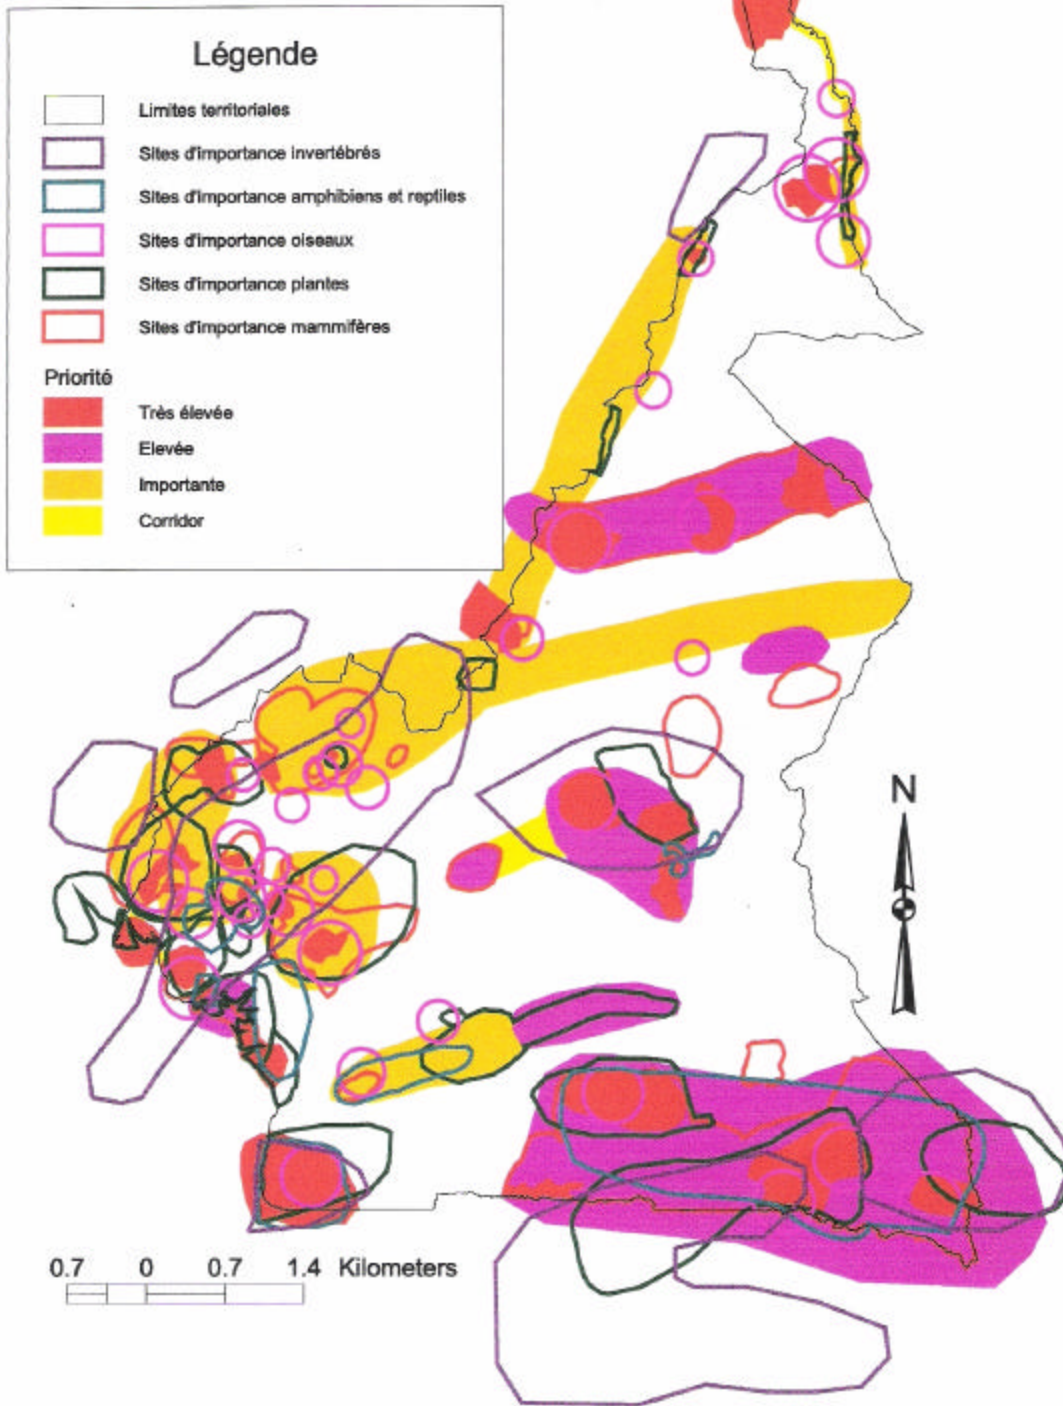 Légende
Limites territoriales
Sites d'importance invertébrés
Sites d'importance amphibiens et reptiles
Sites d'importance oiseaux
Sites d'importance plantes
Sites d'importance mammifères
Priorité
Très élevée
Elevée
Importante
Corridor
N
0.7 0 0.7 1.4 Kilometers